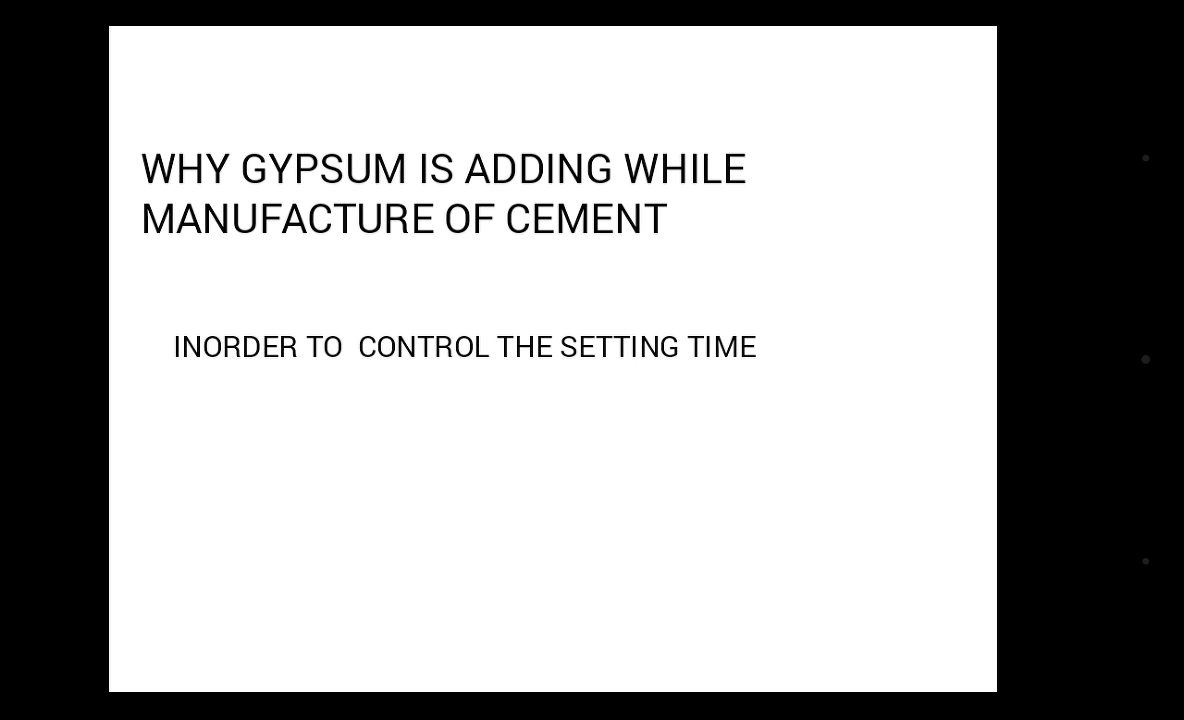 WHY GYPSUM IS ADDING WHILE
MANUFACTURE OF CEMENT
INORDER TO  CONTROL THE SETTING TIME